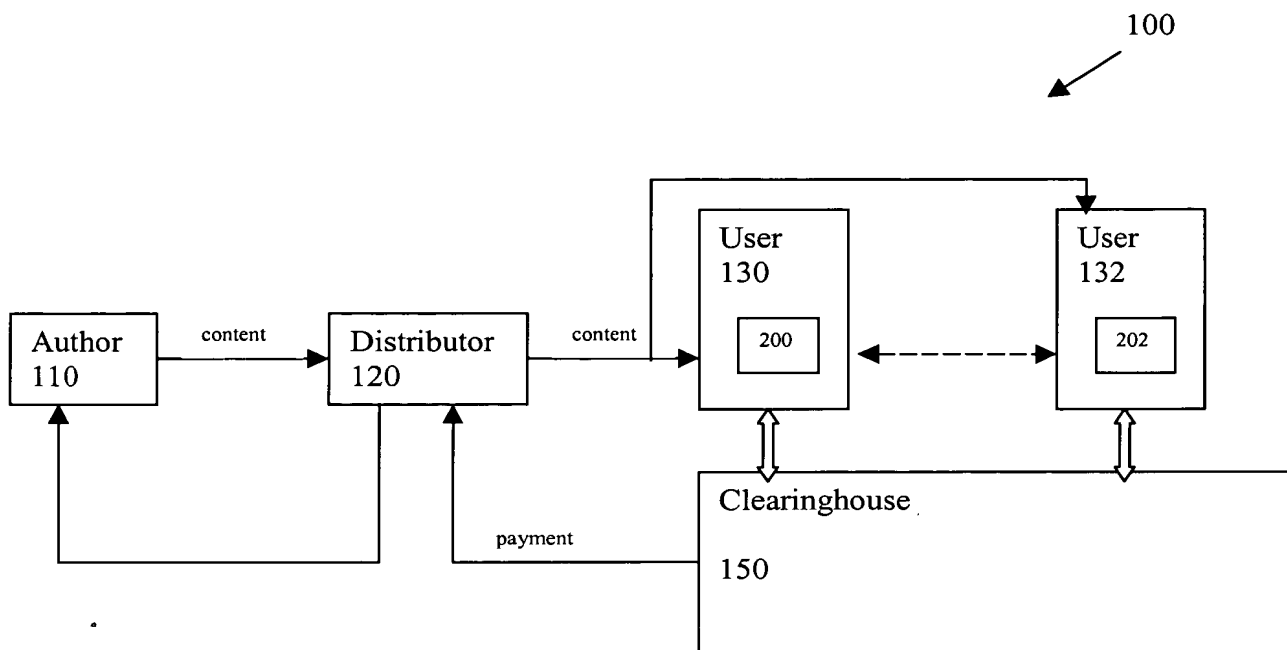 100
User
130
200
User
132
202
Author
110
content
Distributor
120
content
Clearinghouse
150
payment